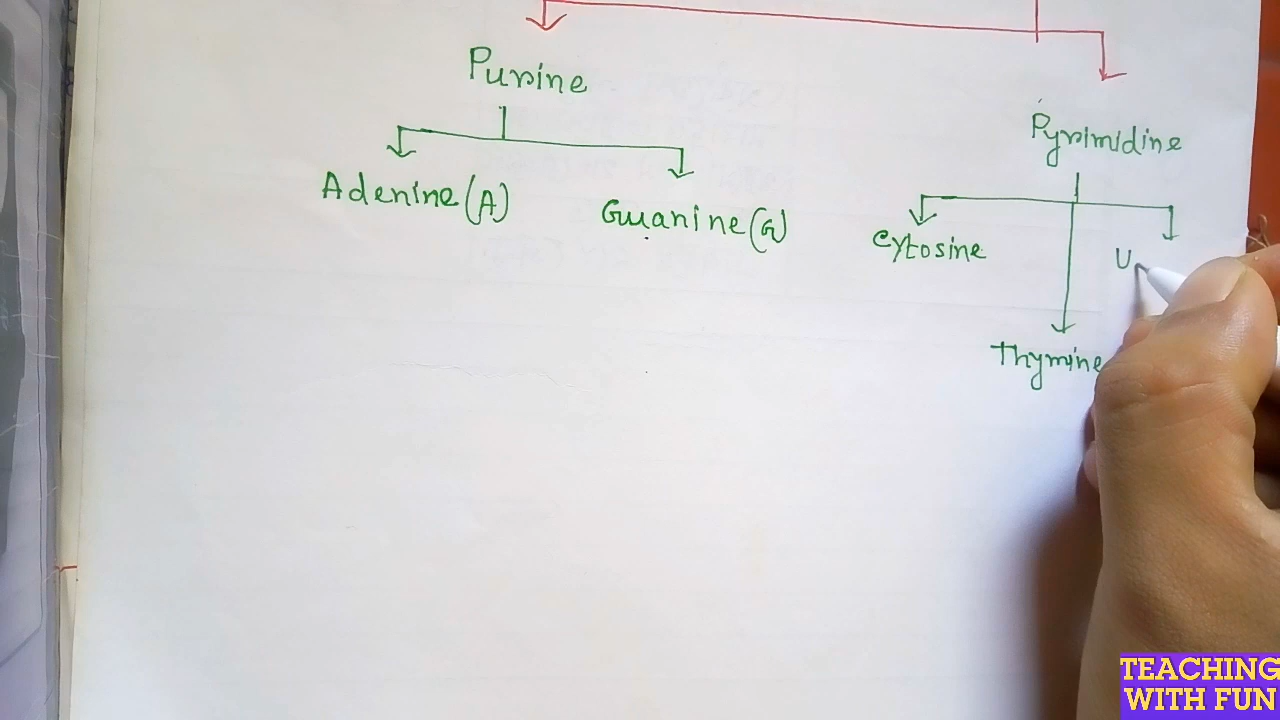 Purine
Pyrimidine
Adenine (A)
Guanine (G)
Cytosine
U
Thymine
TEACHING
WITH FUN